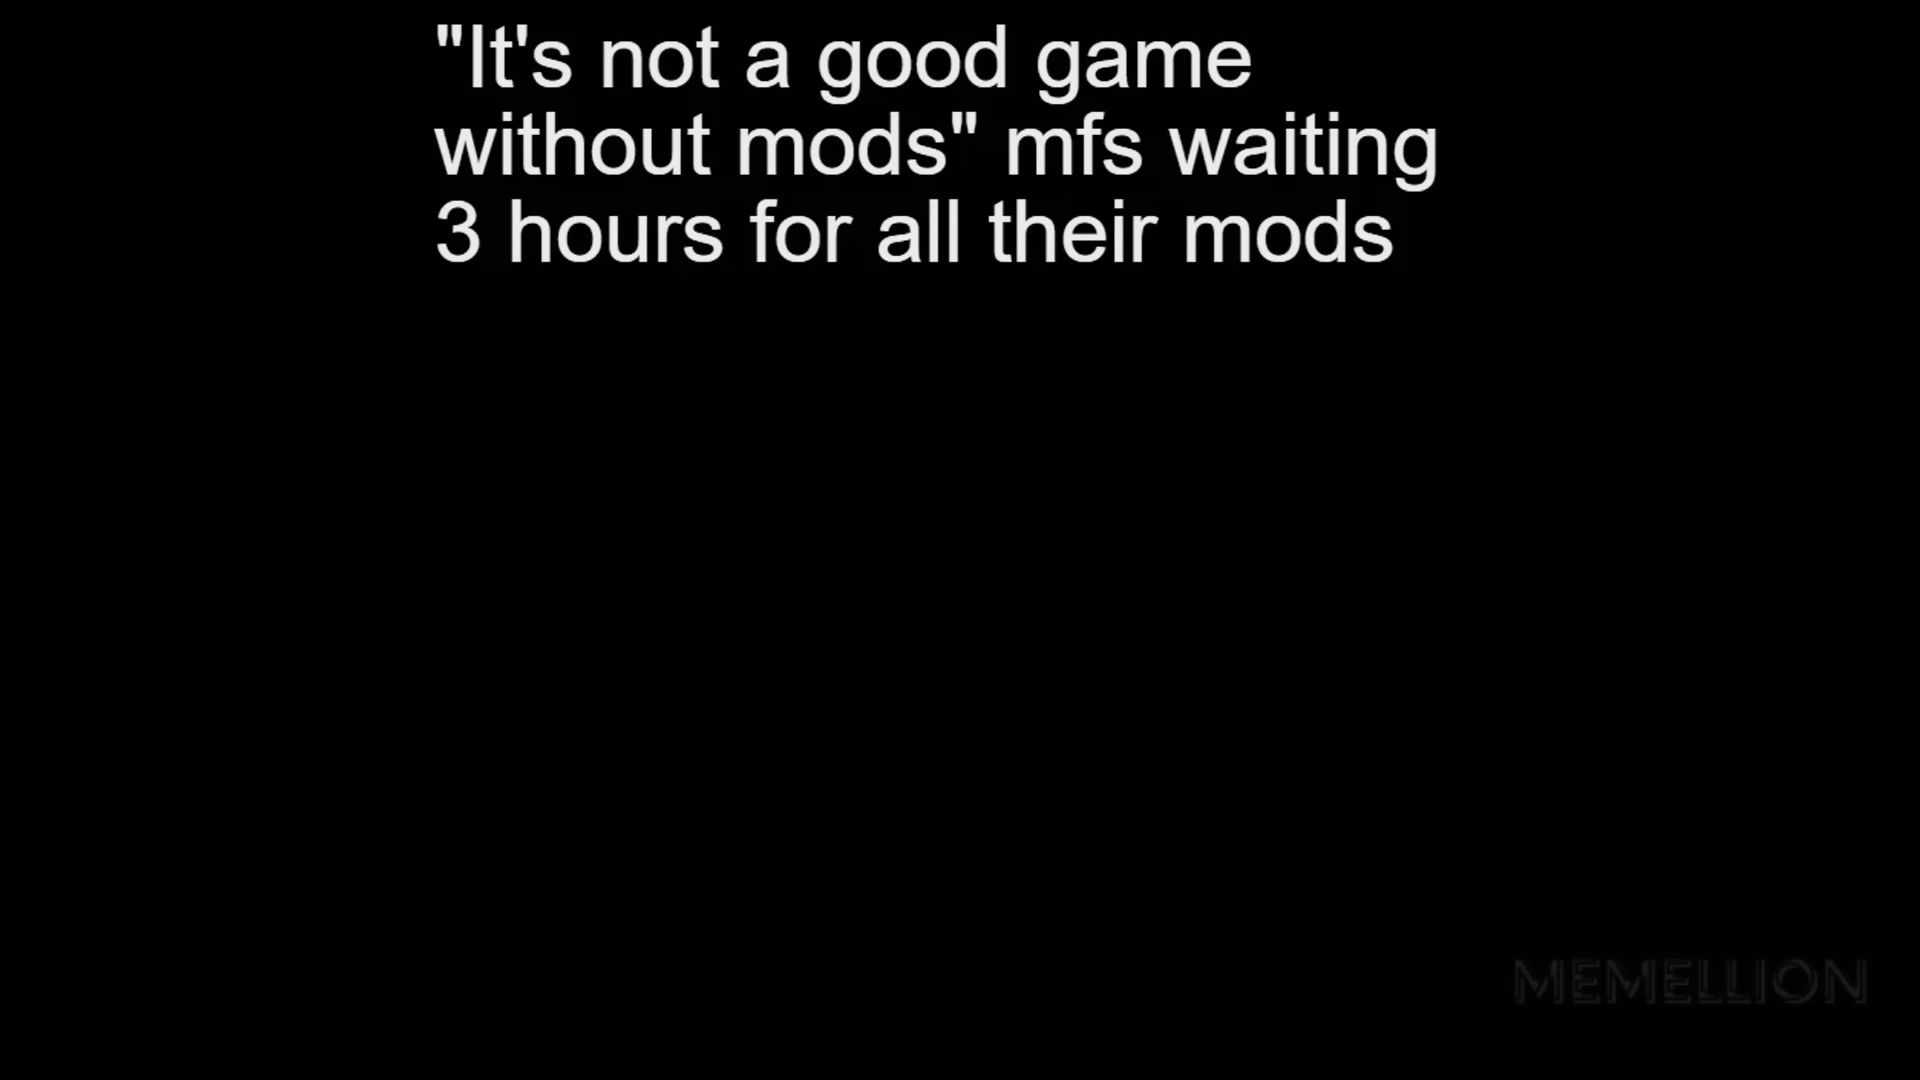 "It's not a good game
without mods" mfs waiting
3 hours for all their mods
MEMELLION